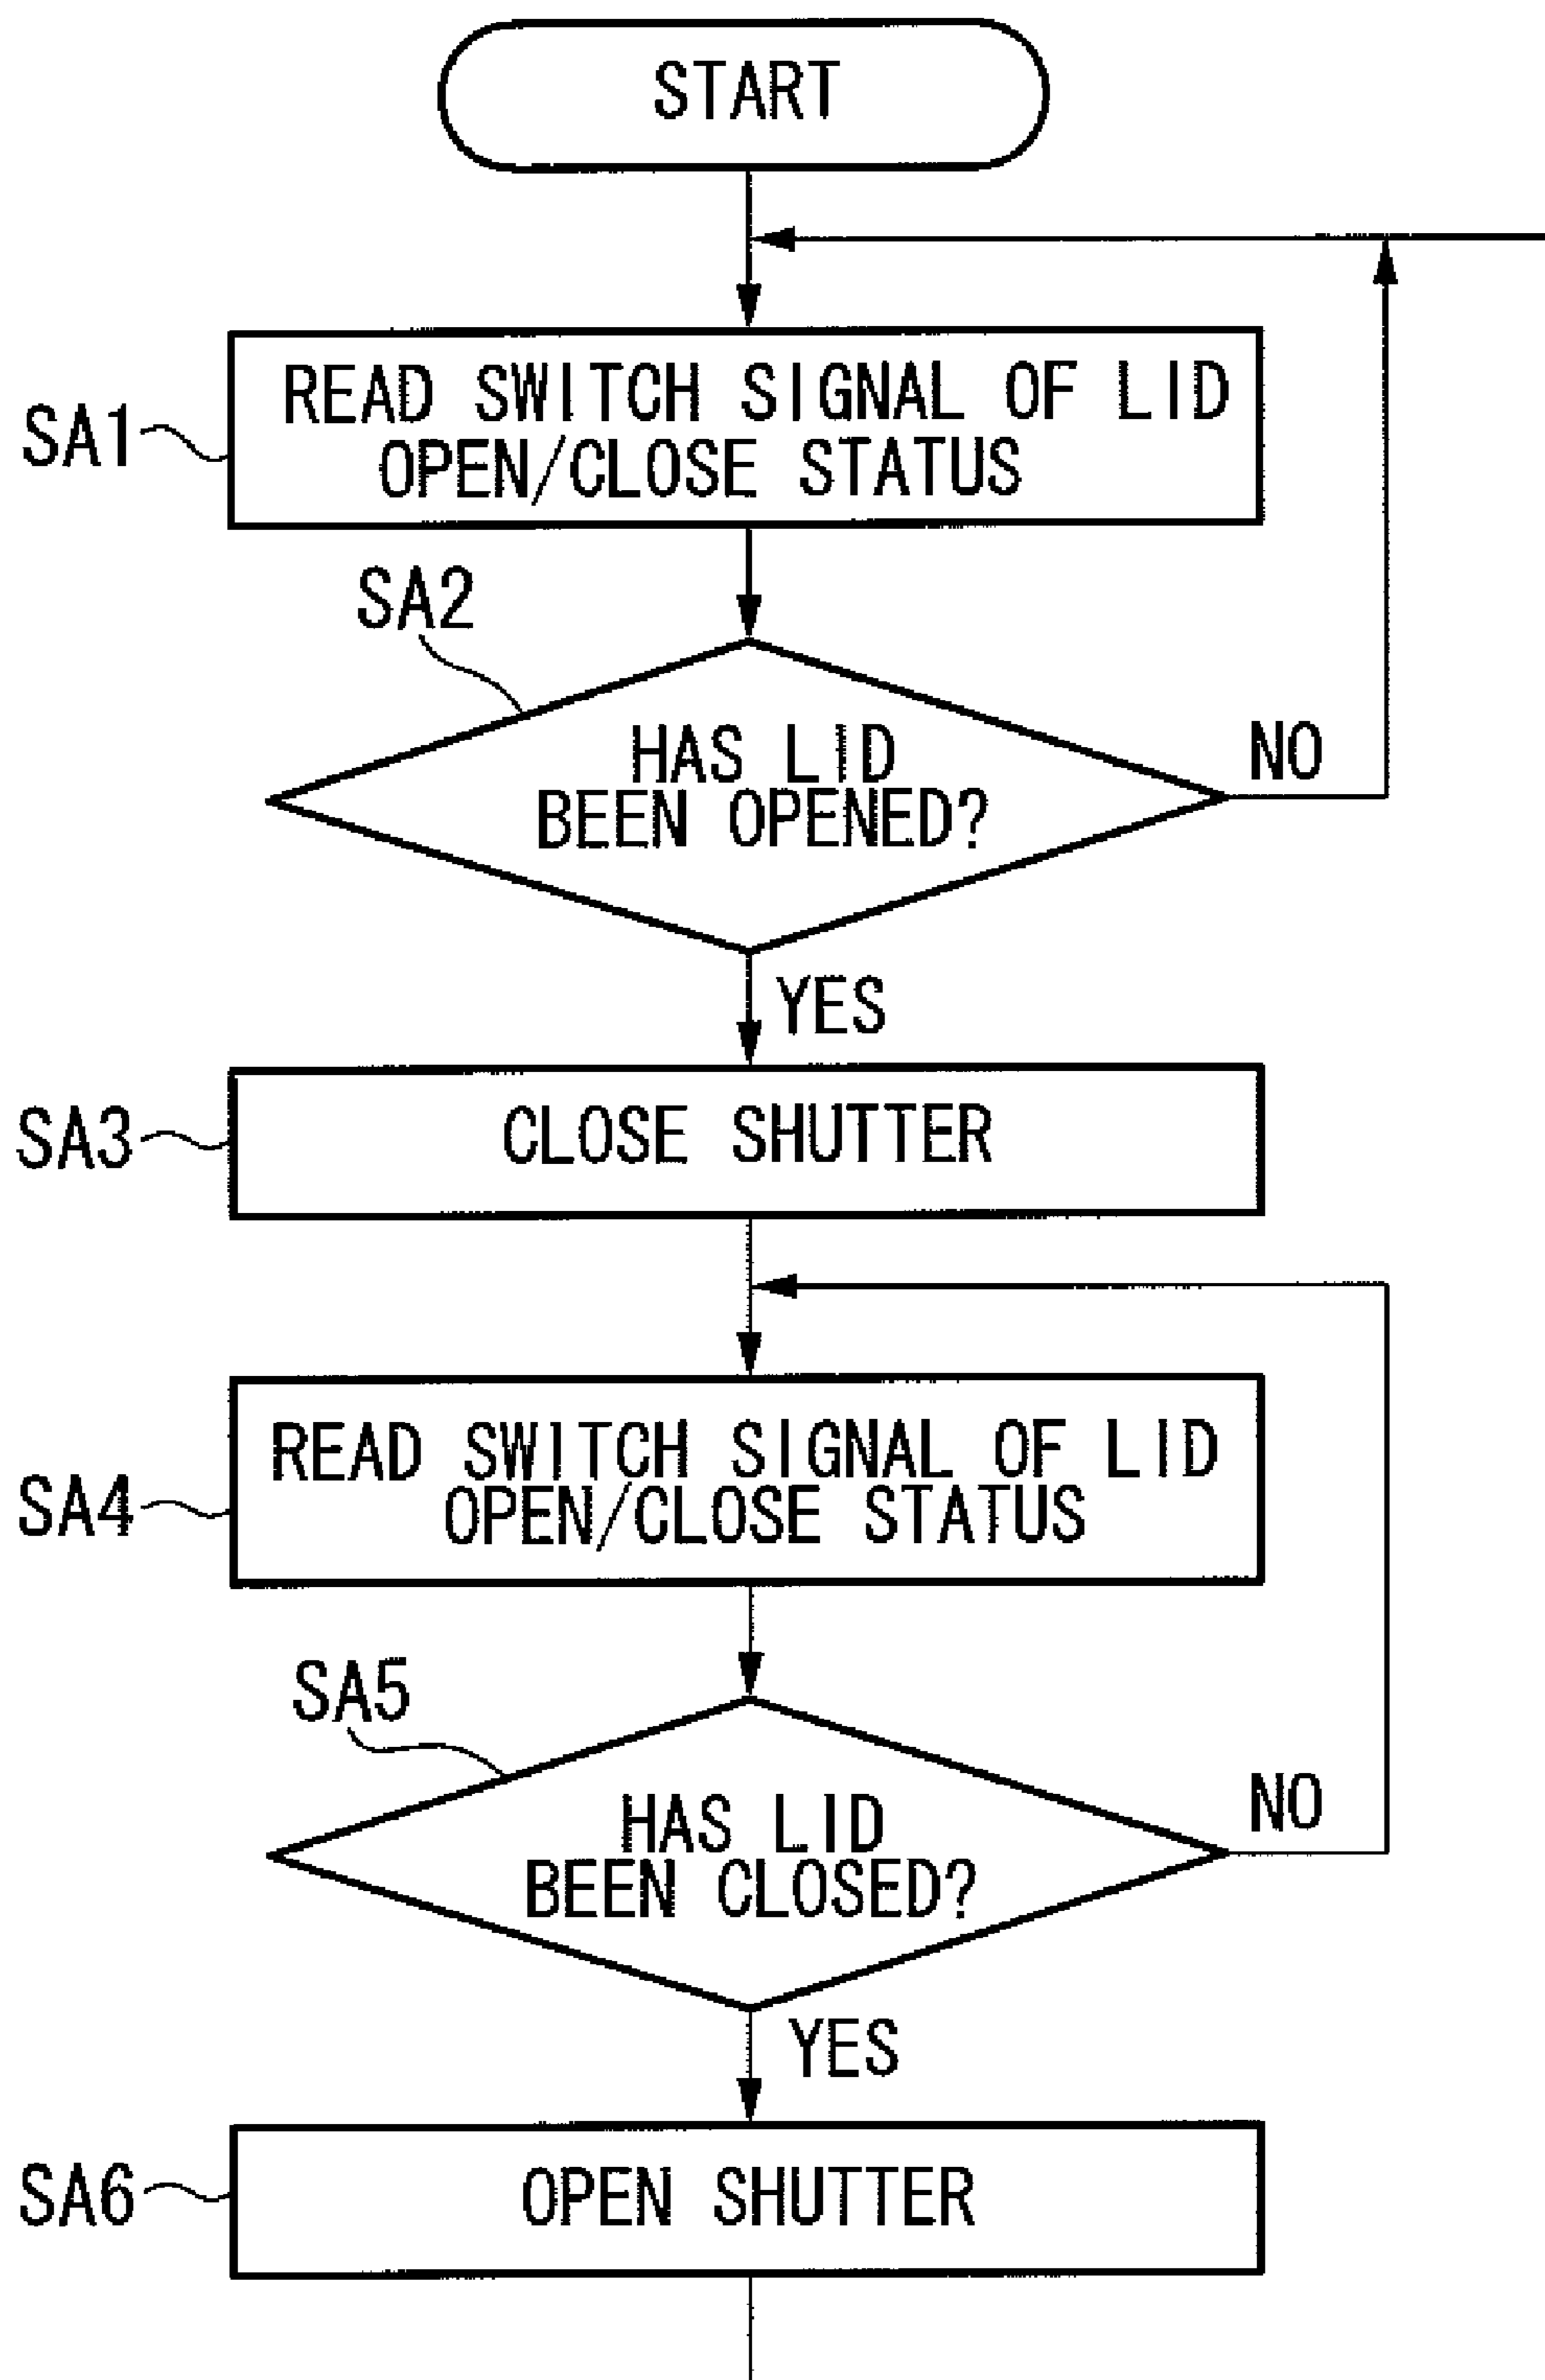 START
SA1
READ SWITCH SIGNAL OF LID
OPEN/CLOSE STATUS
SA2
HAS LID
BEEN OPENED?
NO
YES
SA3
CLOSE SHUTTER
SA4
READ SWITCH SIGNAL OF LID
OPEN/CLOSE STATUS
SA5
HAS LID
BEEN CLOSED?
NO
YES
SA6
OPEN SHUTTER